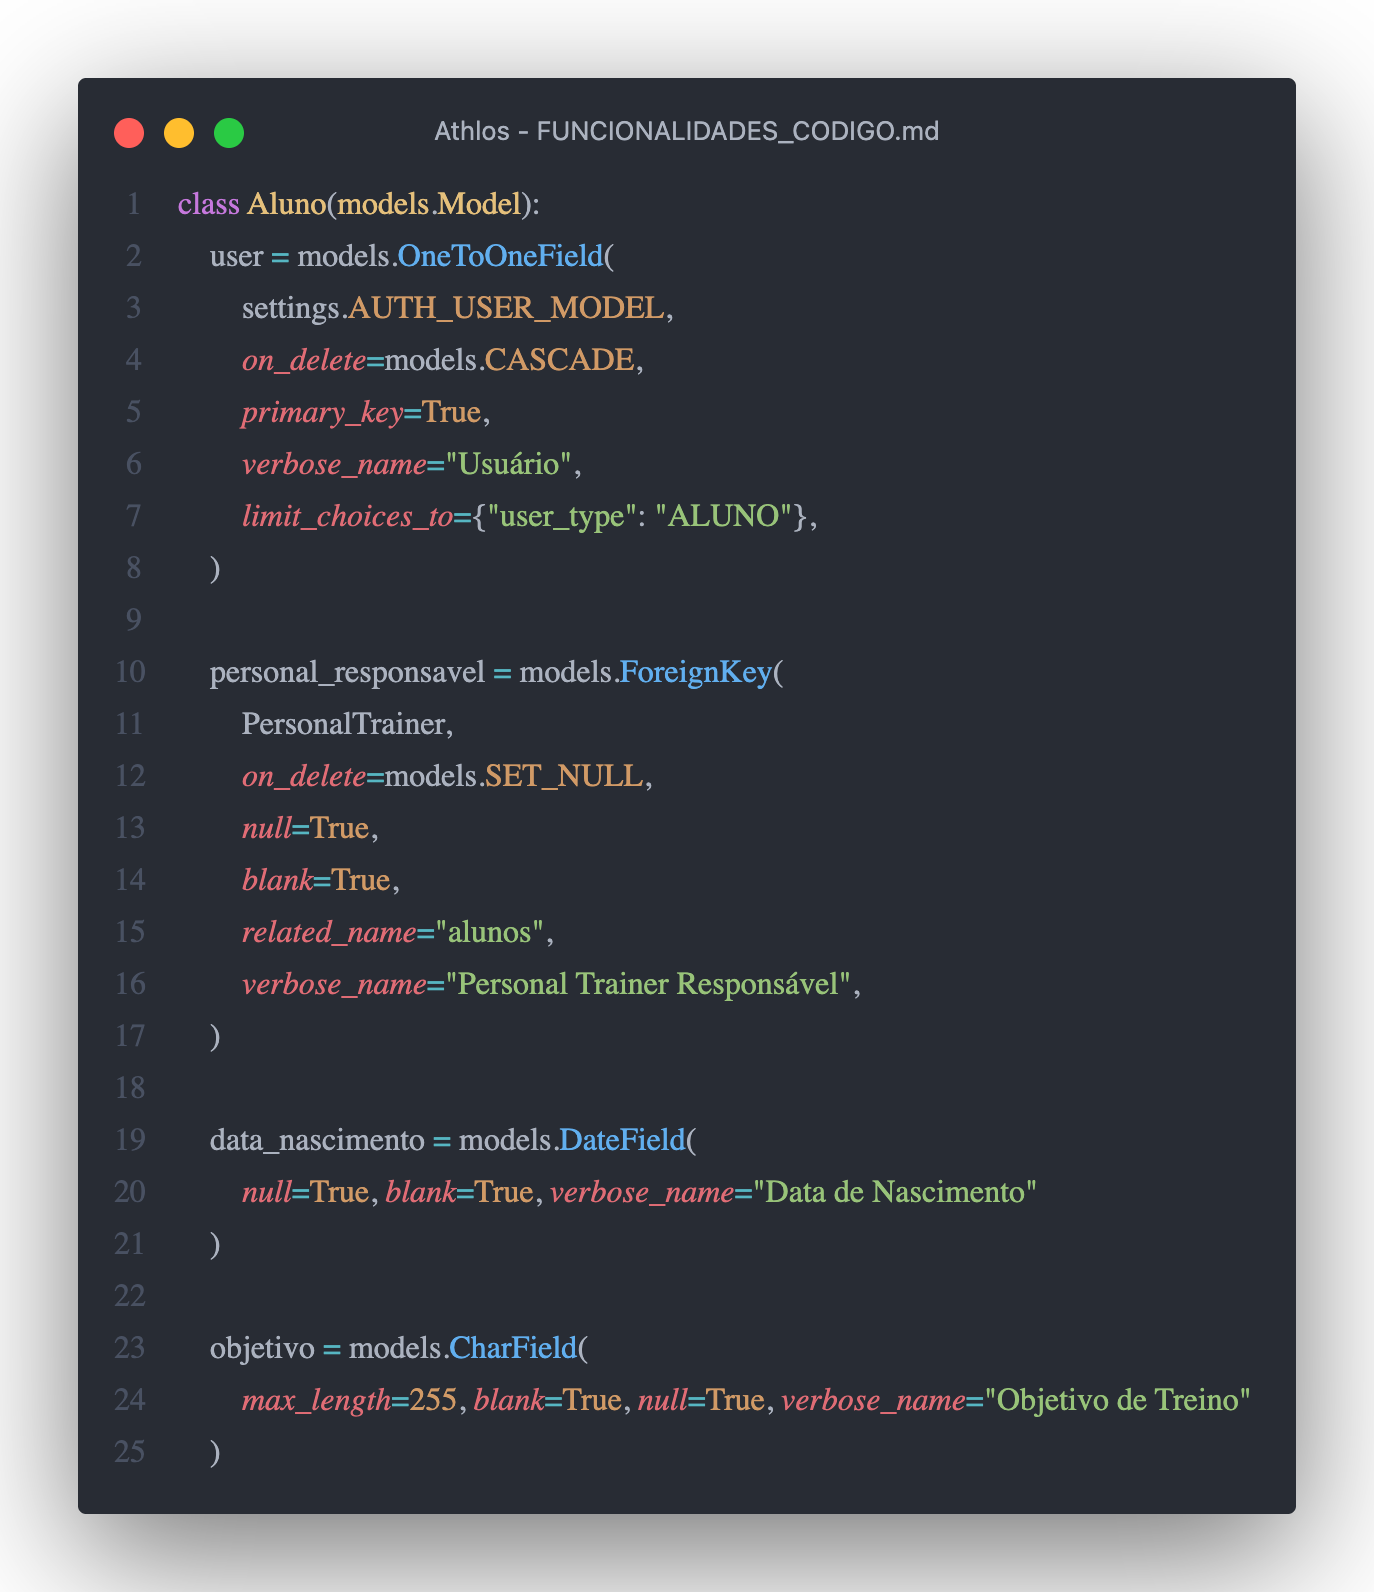 Athlos - FUNCIONALIDADES_CODIGO.md
1 class Aluno(models.Model):
2 user = models.OneToOneField(
3 settings.AUTH_USER_MODEL,
4 on_delete=models.CASCADE,
5 primary_key=True,
6 verbose_name="Usuário",
7 limit_choices_to={"user_type": "ALUNO"},
8 )
9
10 personal_responsavel = models.ForeignKey(
11 PersonalTrainer,
12 on_delete=models.SET_NULL,
13 null=True,
14 blank=True,
15 related_name="alunos",
16 verbose_name="Personal Trainer Responsável",
17 )
18
19 data_nascimento = models.DateField(
20 null=True, blank=True, verbose_name="Data de Nascimento"
21 )
22
23 objetivo = models.CharField(
24 max_length=255, blank=True, null=True, verbose_name="Objetivo de Treino"
25 )